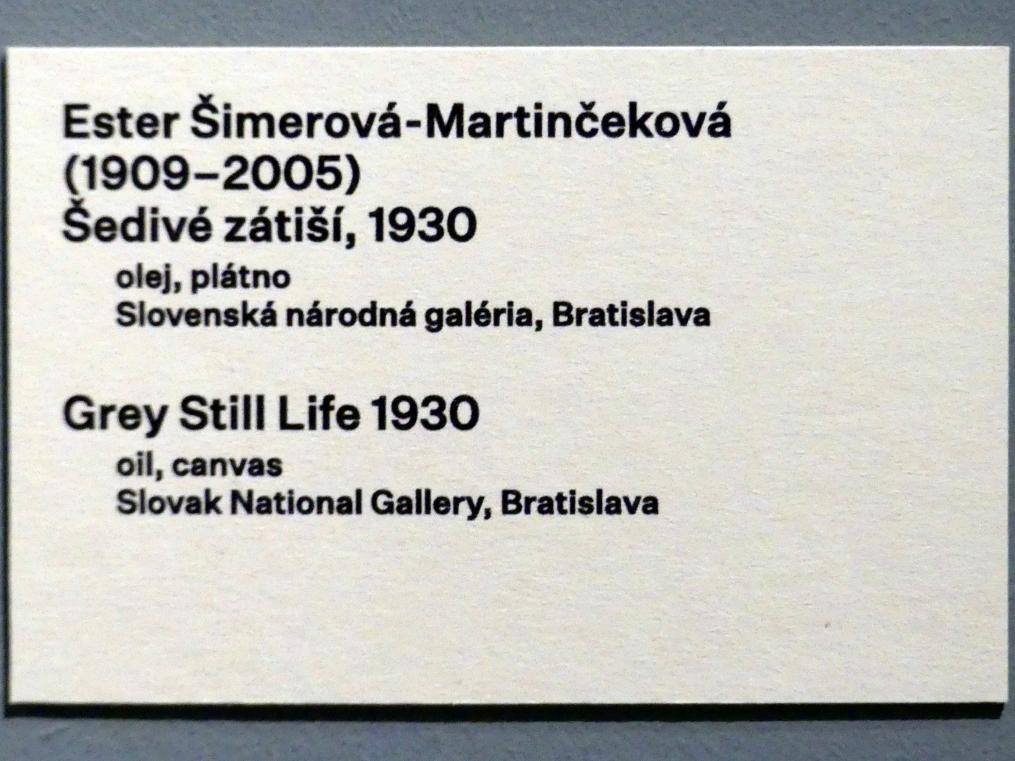 Ester Šimerová-Martinčeková
(1909–2005)
Šedivé zátiší, 1930
olej, plátno
Slovenská národná galéria, Bratislava
Grey Still Life 1930
oil, canvas
Slovak National Gallery, Bratislava